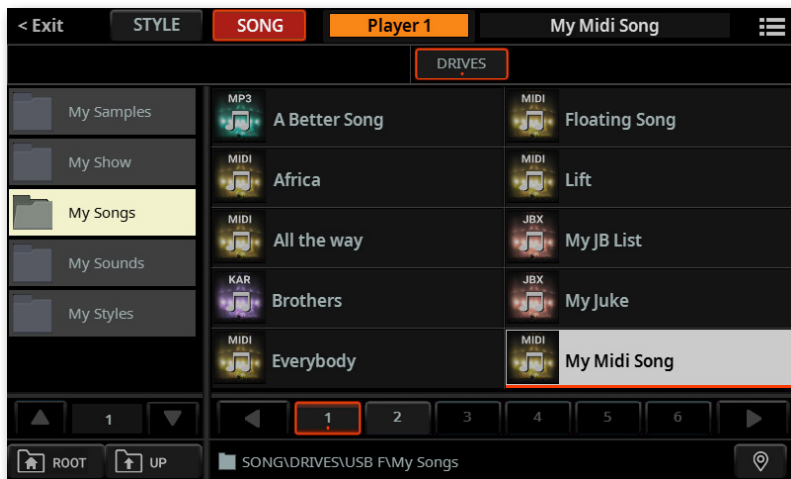 < Exit STYLE SONG Player 1 My Midi Song
DRIVES
My Samples
My Show
My Songs
My Sounds
My Styles
MP3 A Better Song
MIDI Africa
MIDI All the way
KAR Brothers
MIDI Everybody
MIDI Floating Song
MIDI Lift
JBX My JB List
JBX My Juke
MIDI My Midi Song
1
1 2 3 4 5 6
ROOT UP
SONG\DRIVES\USB F\My Songs